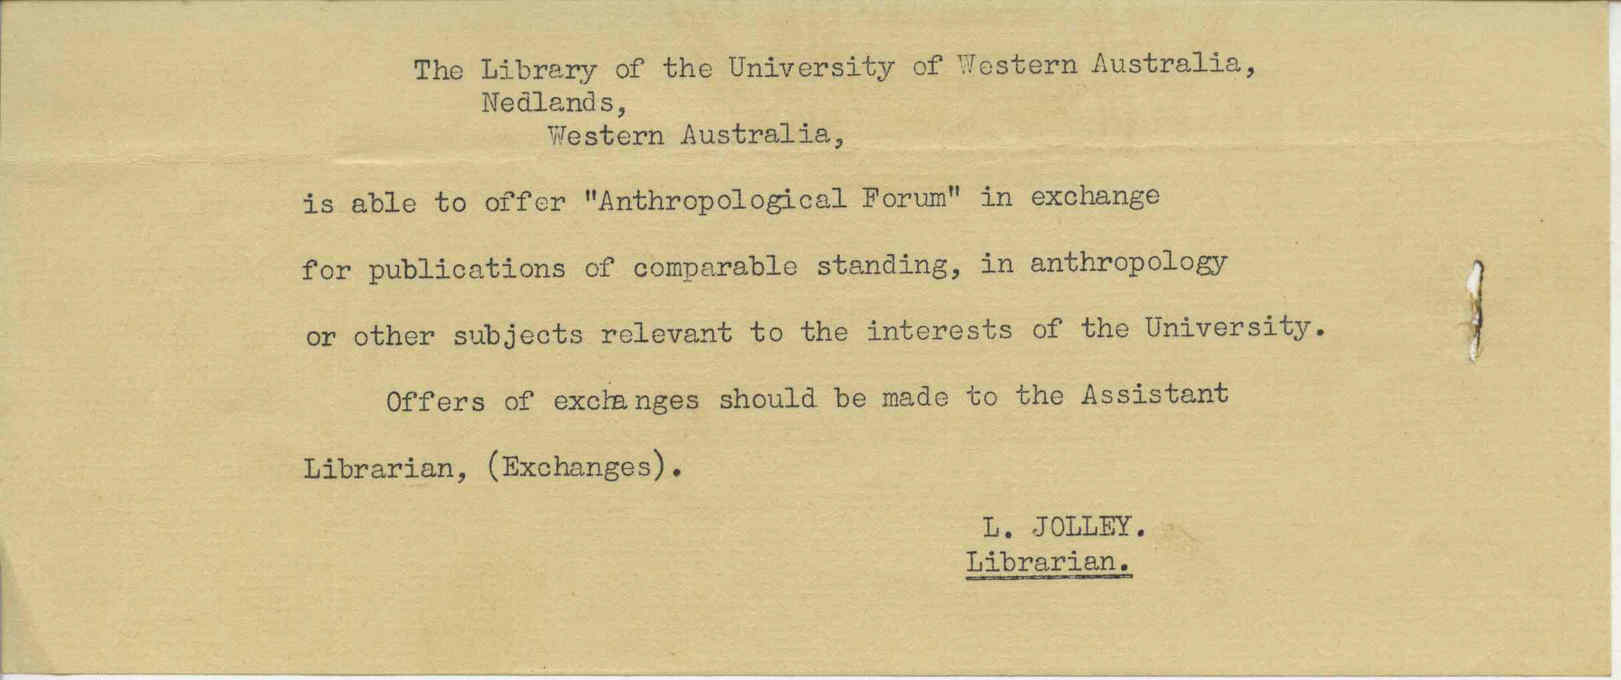 The Library of the University of Western Australia,
Nedlands,
Western Australia,
is able to offer "Anthropological Forum" in exchange
for publications of comparable standing, in anthropology
or other subjects relevant to the interests of the University.
Offers of exchanges should be made to the Assistant
Librarian, (Exchanges).
L. JOLLEY.
Librarian.